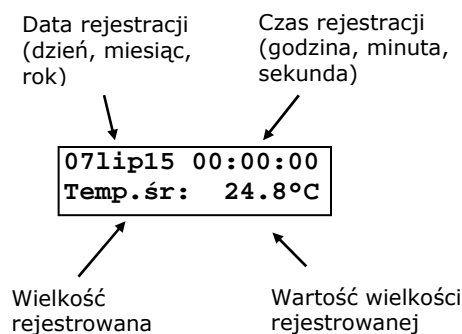 Data rejestracji
(dzień, miesiąc,
rok)
Czas rejestracji
(godzina, minuta,
sekunda)
07lip15 00:00:00
Temp.śr: 24.8ºC
Wielkość
rejestrowana
Wartość wielkości
rejestrowanej